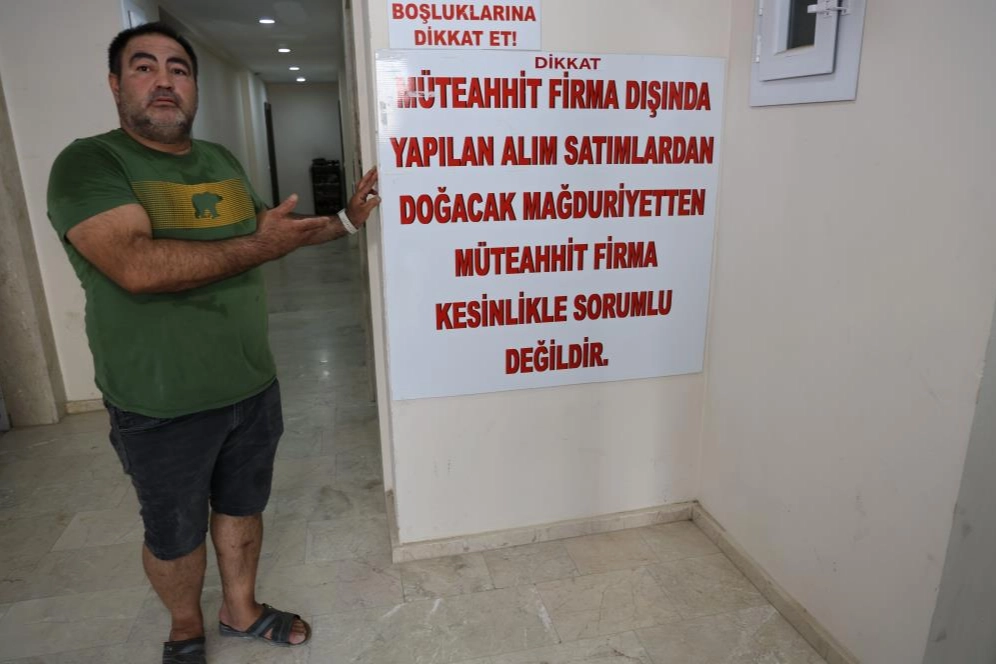 BOŞLUKLARINA
DİKKAT ET!
DİKKAT
MÜTEAHHİT FİRMA DIŞINDA
YAPILAN ALIM SATIMLARDAN
DOĞACAK MAĞDURİYETTEN
MÜTEAHHİT FİRMA
KESİNLİKLE SORUMLU
DEĞİLDİR.